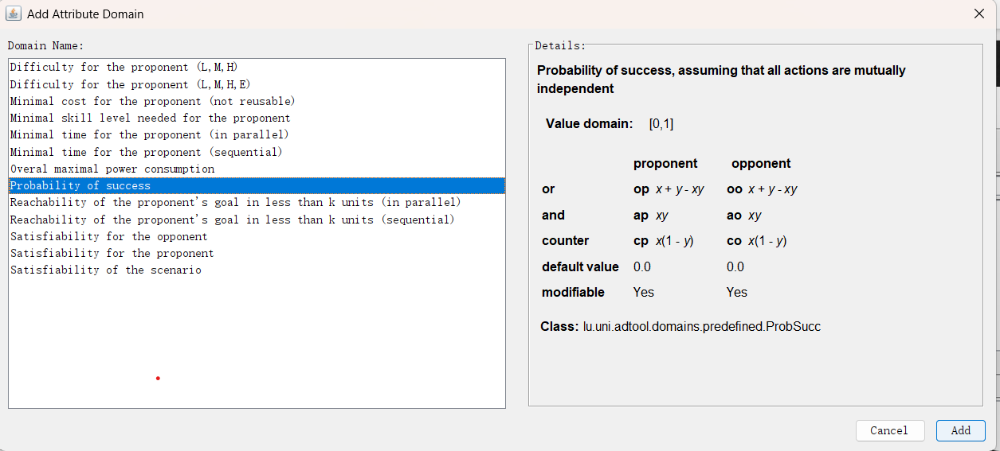 Add Attribute Domain
Domain Name:
Difficulty for the proponent (L,M,H)
Difficulty for the proponent (L,M,H,E)
Minimal cost for the proponent (not reusable)
Minimal skill level needed for the proponent
Minimal time for the proponent (in parallel)
Minimal time for the proponent (sequential)
Overal maximal power consumption
Probability of success
Reachability of the proponent's goal in less than k units (in parallel)
Reachability of the proponent's goal in less than k units (sequential)
Satisfiability for the opponent
Satisfiability for the proponent
Satisfiability of the scenario
Details:
Probability of success, assuming that all actions are mutually
independent
Value domain: [0,1]
proponent opponent
or op x + y - xy oo x + y - xy
and ap xy ao xy
counter cp x(1 - y) co x(1 - y)
default value 0.0 0.0
modifiable Yes Yes
Class: lu.uni.adtool.domains.predefined.ProbSucc
Cancel Add